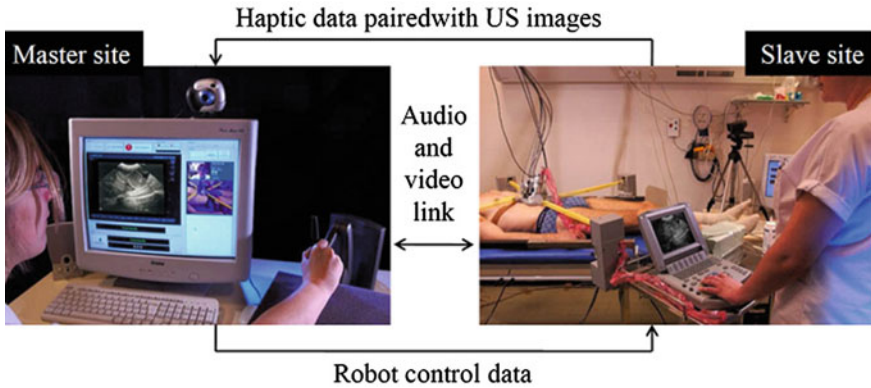 Haptic data pairedwith US images
Master site
Slave site
Audio
and
video
link
Robot control data